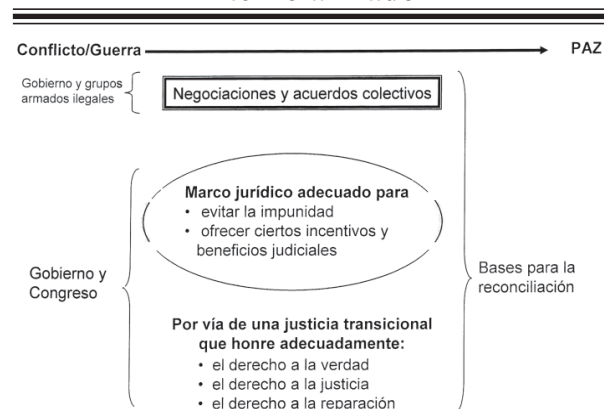 Conflicto/Guerra
PAZ
Gobierno y grupos
armados ilegales
Negociaciones y acuerdos colectivos
Marco jurídico adecuado para
• evitar la impunidad
• ofrecer ciertos incentivos y
beneficios judiciales
Gobierno y
Congreso
Bases para la
reconciliación
Por vía de una justicia transicional
que honre adecuadamente:
• el derecho a la verdad
• el derecho a la justicia
• el derecho a la reparación